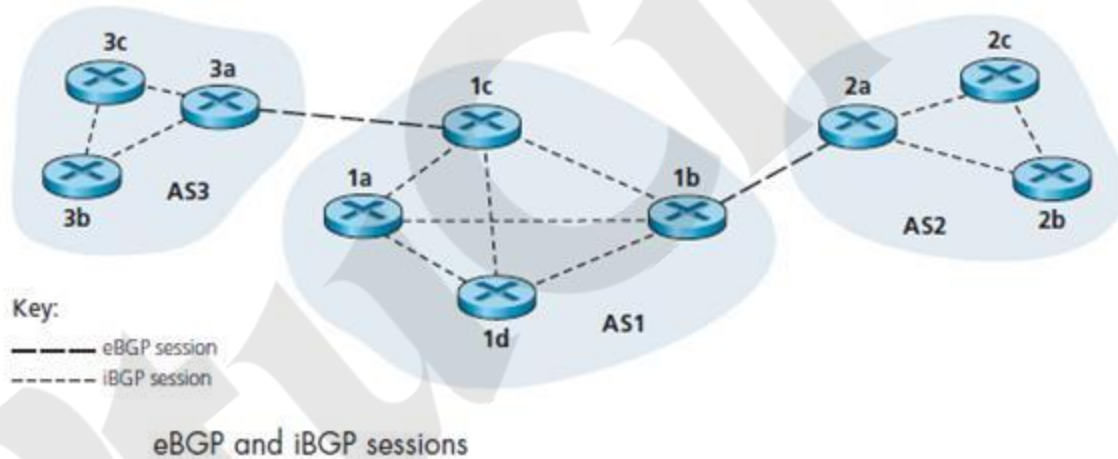 3c
3a
3b
AS3
1c
1a
1b
1d
AS1
2c
2a
2b
AS2
Key:
eBGP session
iBGP session
eBGP and iBGP sessions